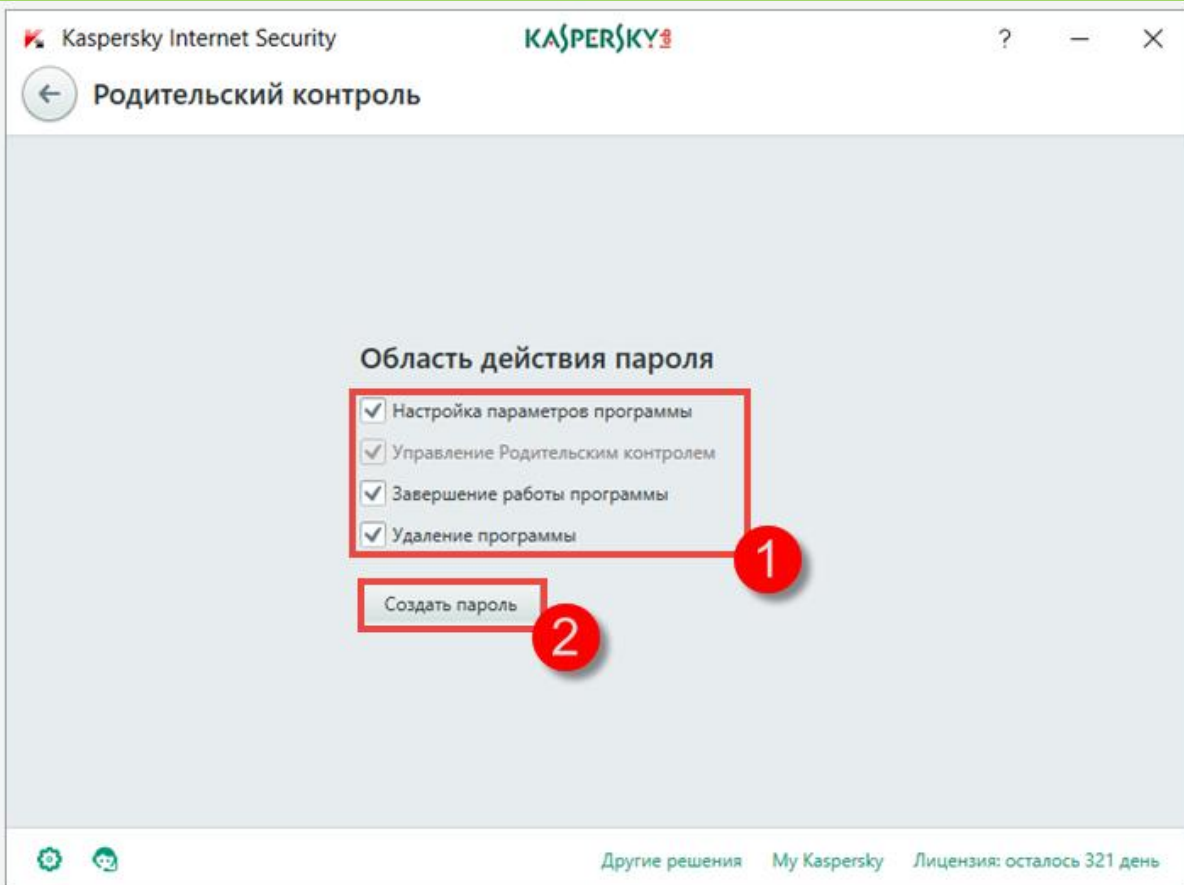 Kaspersky Internet Security
KASPERSKY lab
?
Родительский контроль
Область действия пароля
Настройка параметров программы
Управление Родительским контролем
Завершение работы программы
Удаление программы
1
Создать пароль
2
Другие решения My Kaspersky Лицензия: осталось 321 день